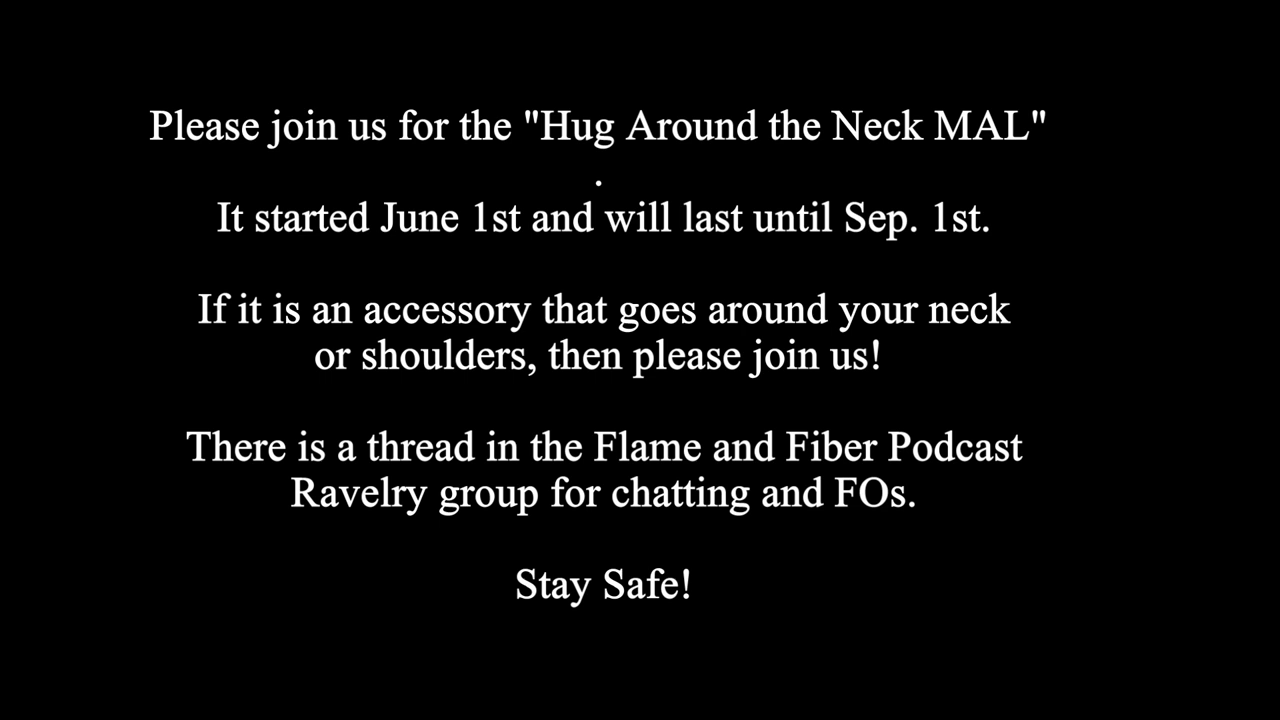 Please join us for the "Hug Around the Neck MAL"
.
It started June 1st and will last until Sep. 1st.
If it is an accessory that goes around your neck
or shoulders, then please join us!
There is a thread in the Flame and Fiber Podcast
Ravelry group for chatting and FOs.
Stay Safe!